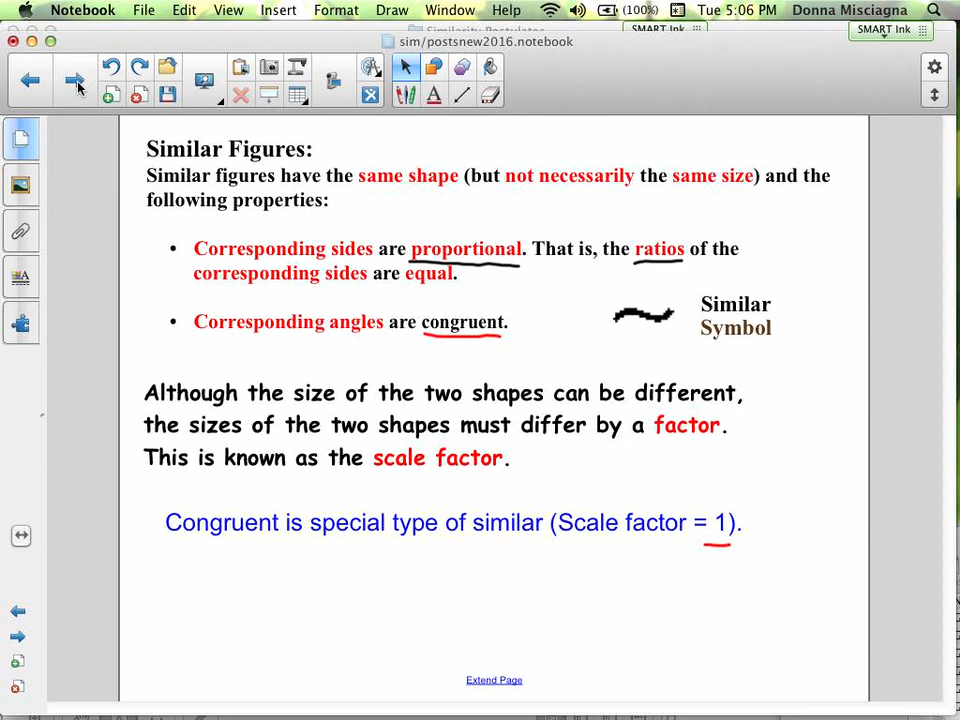 Notebook File Edit View Insert Format Draw Window Help (100%) Tue 5:06 PM Donna Misciagna
Similarity Postulates
SMART Ink
SMART Ink
sim/postsnew2016.notebook
Similar Figures:
Similar figures have the same shape (but not necessarily the same size) and the
following properties:
• Corresponding sides are proportional. That is, the ratios of the
corresponding sides are equal.
• Corresponding angles are congruent.
Similar
Symbol
Although the size of the two shapes can be different,
the sizes of the two shapes must differ by a factor.
This is known as the scale factor.
Congruent is special type of similar (Scale factor = 1).
Extend Page